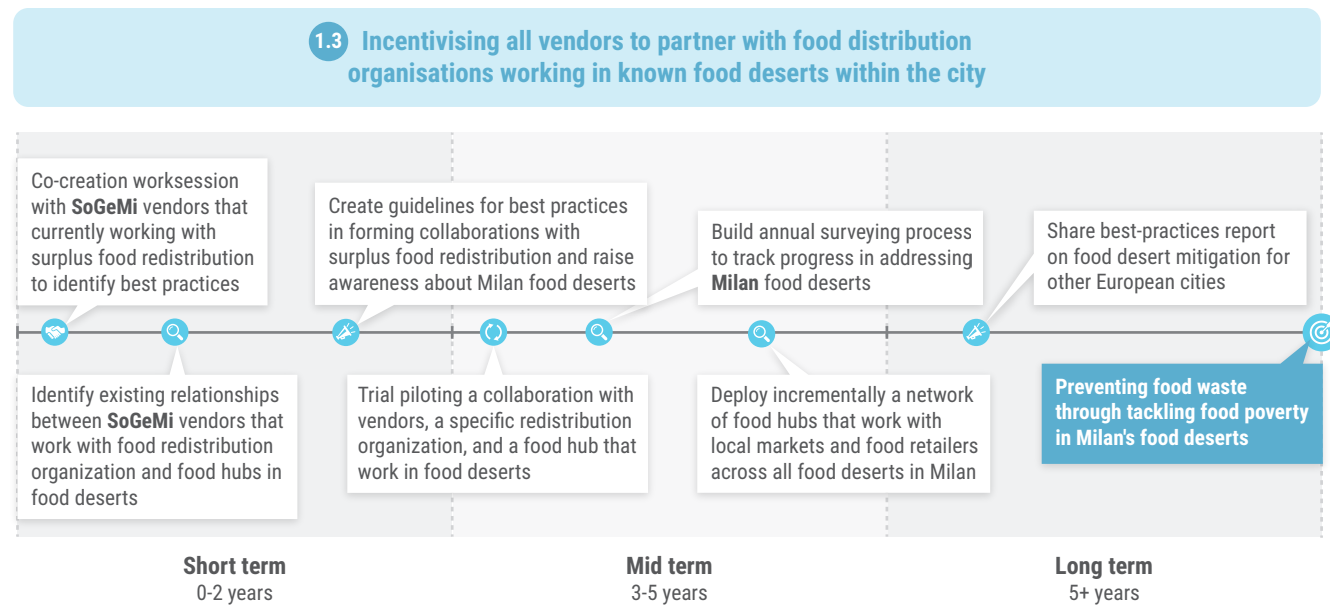 1.3 Incentivising all vendors to partner with food distribution
organisations working in known food deserts within the city
Co-creation worksession
with SoGeMi vendors that
currently working with
surplus food redistribution
to identify best practices
Create guidelines for best practices
in forming collaborations with
surplus food redistribution and raise
awareness about Milan food deserts
Build annual surveying process
to track progress in addressing
Milan food deserts
Share best-practices report
on food desert mitigation for
other European cities
Identify existing relationships
between SoGeMi vendors that
work with food redistribution
organization and food hubs in
food deserts
Trial piloting a collaboration with
vendors, a specific redistribution
organization, and a food hub that
work in food deserts
Deploy incrementally a network
of food hubs that work with
local markets and food retailers
across all food deserts in Milan
Preventing food waste
through tackling food poverty
in Milan's food deserts
Short term
0-2 years
Mid term
3-5 years
Long term
5+ years